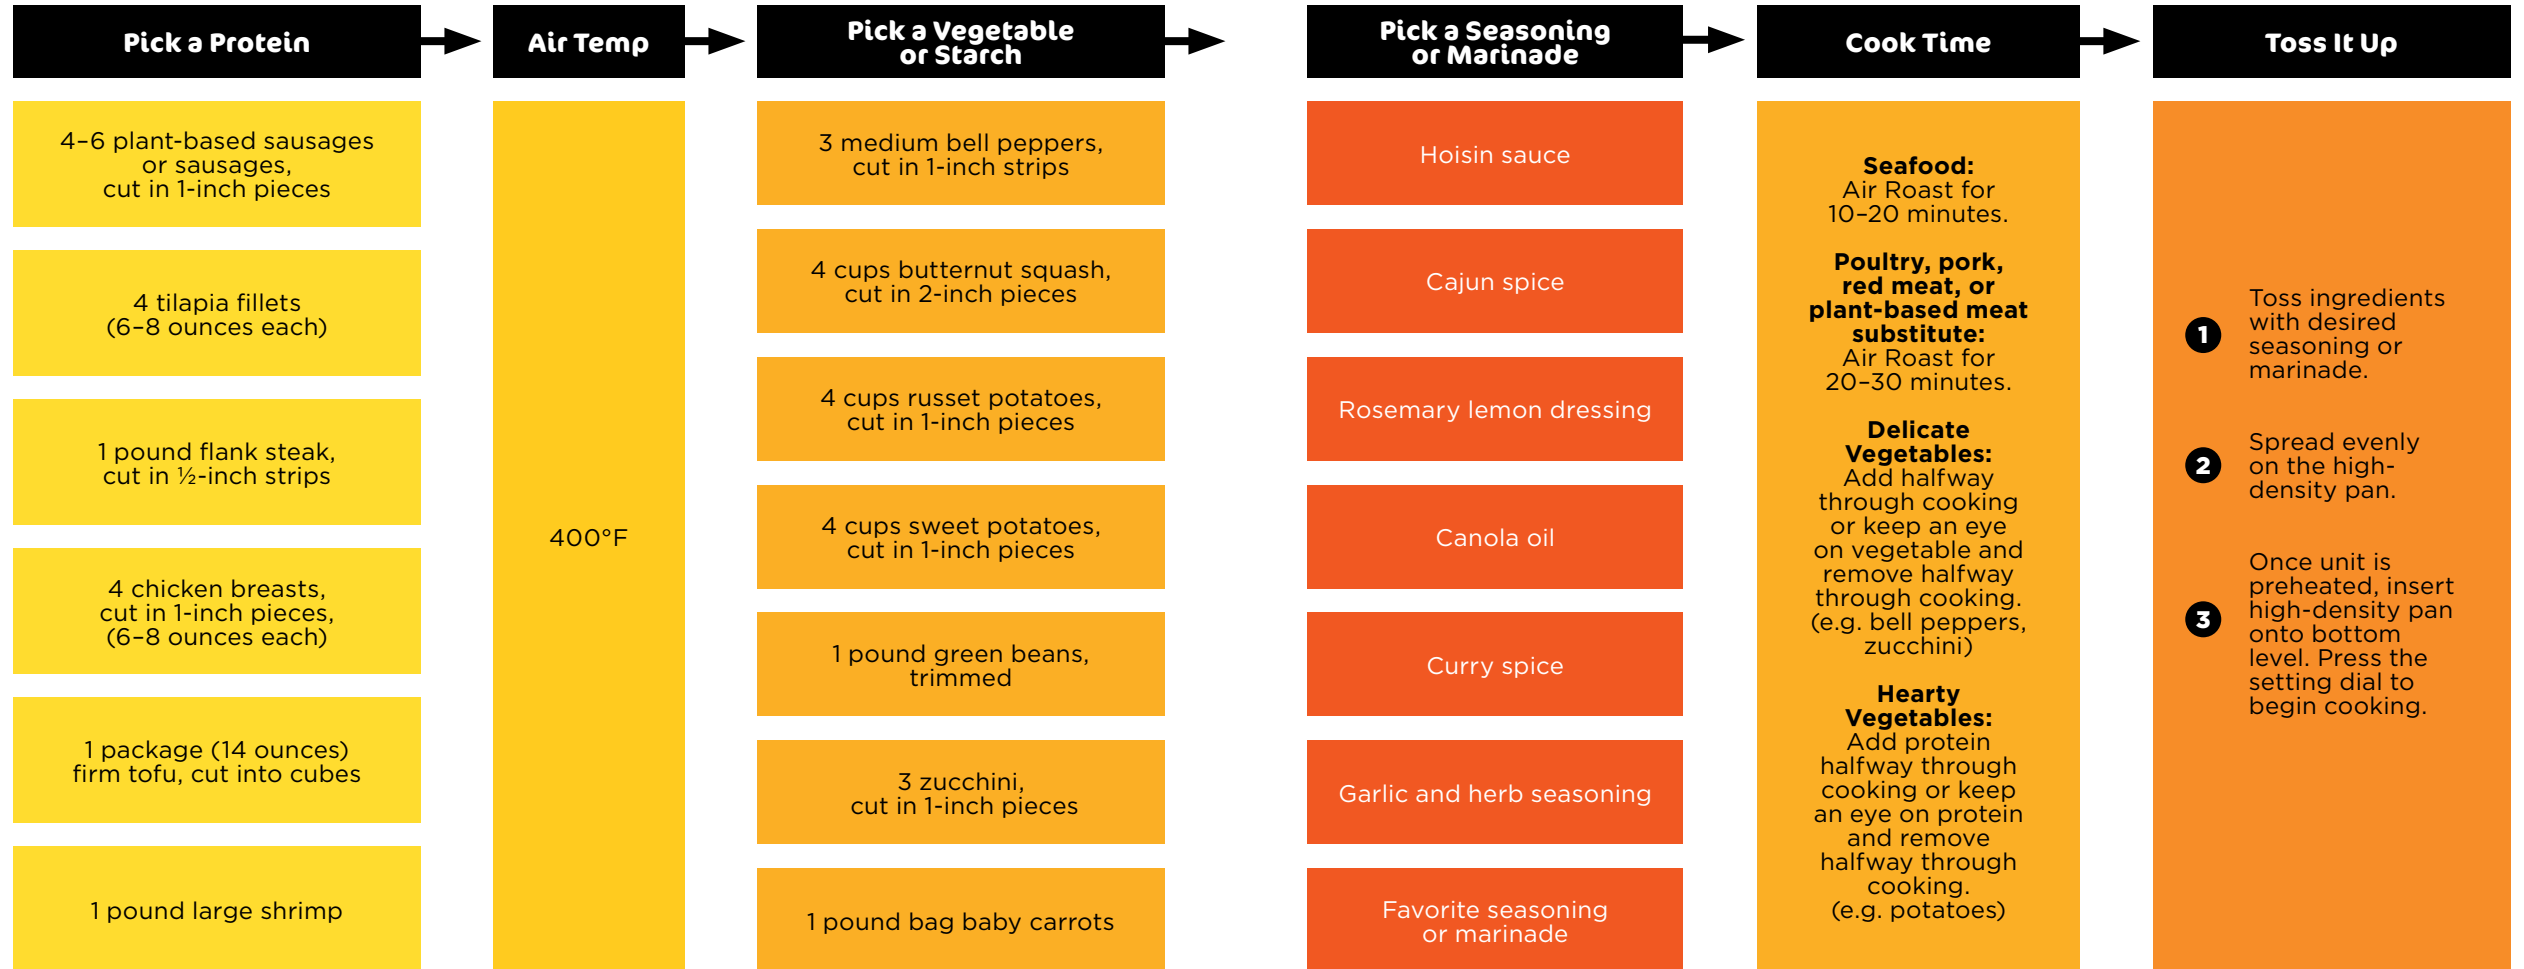 Pick a Protein
4–6 plant-based sausages
or sausages,
cut in 1-inch pieces
4 tilapia fillets
(6–8 ounces each)
1 pound flank steak,
cut in ½-inch strips
4 chicken breasts,
cut in 1-inch pieces,
(6–8 ounces each)
1 package (14 ounces)
firm tofu, cut into cubes
1 pound large shrimp
Air Temp
400°F
Pick a Vegetable
or Starch
3 medium bell peppers,
cut in 1-inch strips
4 cups butternut squash,
cut in 2-inch pieces
4 cups russet potatoes,
cut in 1-inch pieces
4 cups sweet potatoes,
cut in 1-inch pieces
1 pound green beans,
trimmed
3 zucchini,
cut in 1-inch pieces
1 pound bag baby carrots
Pick a Seasoning
or Marinade
Hoisin sauce
Cajun spice
Rosemary lemon dressing
Canola oil
Curry spice
Garlic and herb seasoning
Favorite seasoning
or marinade
Cook Time
Seafood:
Air Roast for
10–20 minutes.
Poultry, pork,
red meat, or
plant-based meat
substitute:
Air Roast for
20–30 minutes.
Delicate
Vegetables:
Add halfway
through cooking
or keep an eye
on vegetable and
remove halfway
through cooking.
(e.g. bell peppers,
zucchini)
Hearty
Vegetables:
Add protein
halfway through
cooking or keep
an eye on protein
and remove
halfway through
cooking.
(e.g. potatoes)
Toss It Up
1
Toss ingredients
with desired
seasoning or
marinade.
2
Spread evenly
on the high-
density pan.
3
Once unit is
preheated, insert
high-density pan
onto bottom
level. Press the
setting dial to
begin cooking.